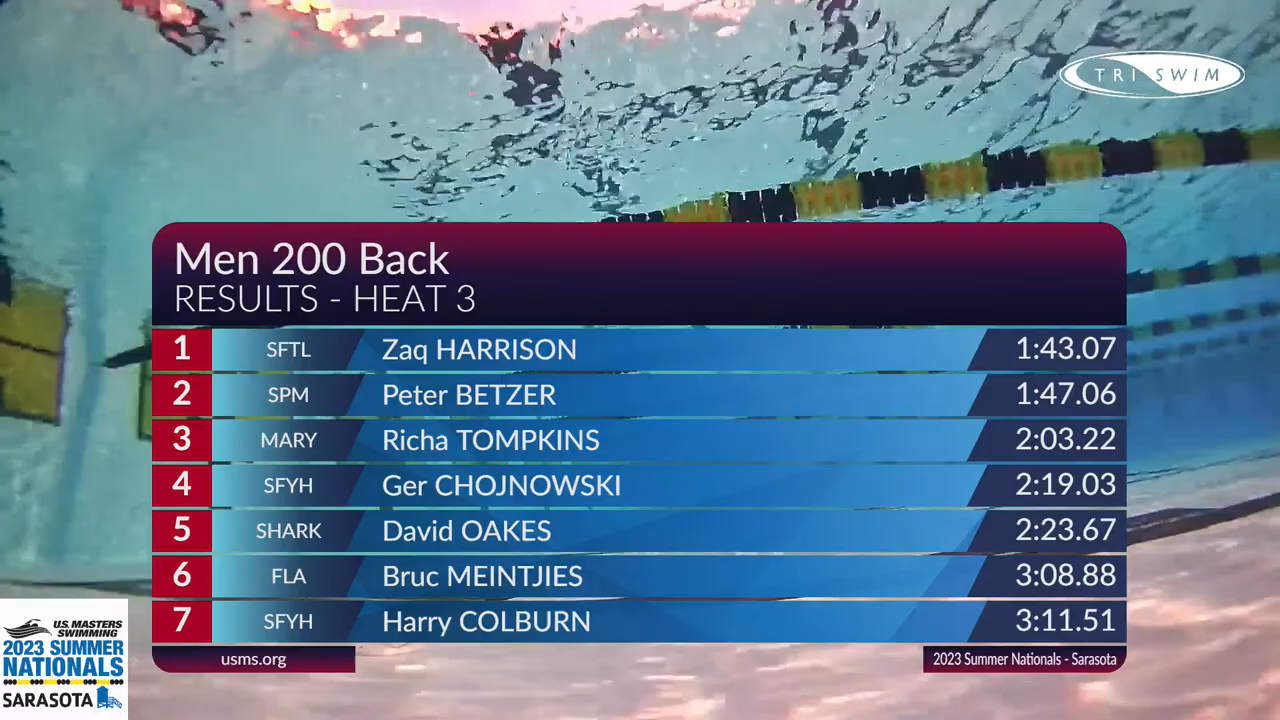 TRI SWIM
Men 200 Back
RESULTS - HEAT 3
1 SFTL Zaq HARRISON 1:43.07
2 SPM Peter BETZER 1:47.06
3 MARY Richa TOMPKINS 2:03.22
4 SFYH Ger CHOJNOWSKI 2:19.03
5 SHARK David OAKES 2:23.67
6 FLA Bruc MEINTJIES 3:08.88
7 SFYH Harry COLBURN 3:11.51
usms.org 2023 Summer Nationals - Sarasota
U.S. MASTERS
SWIMMING
2023 SUMMER
NATIONALS
SARASOTA